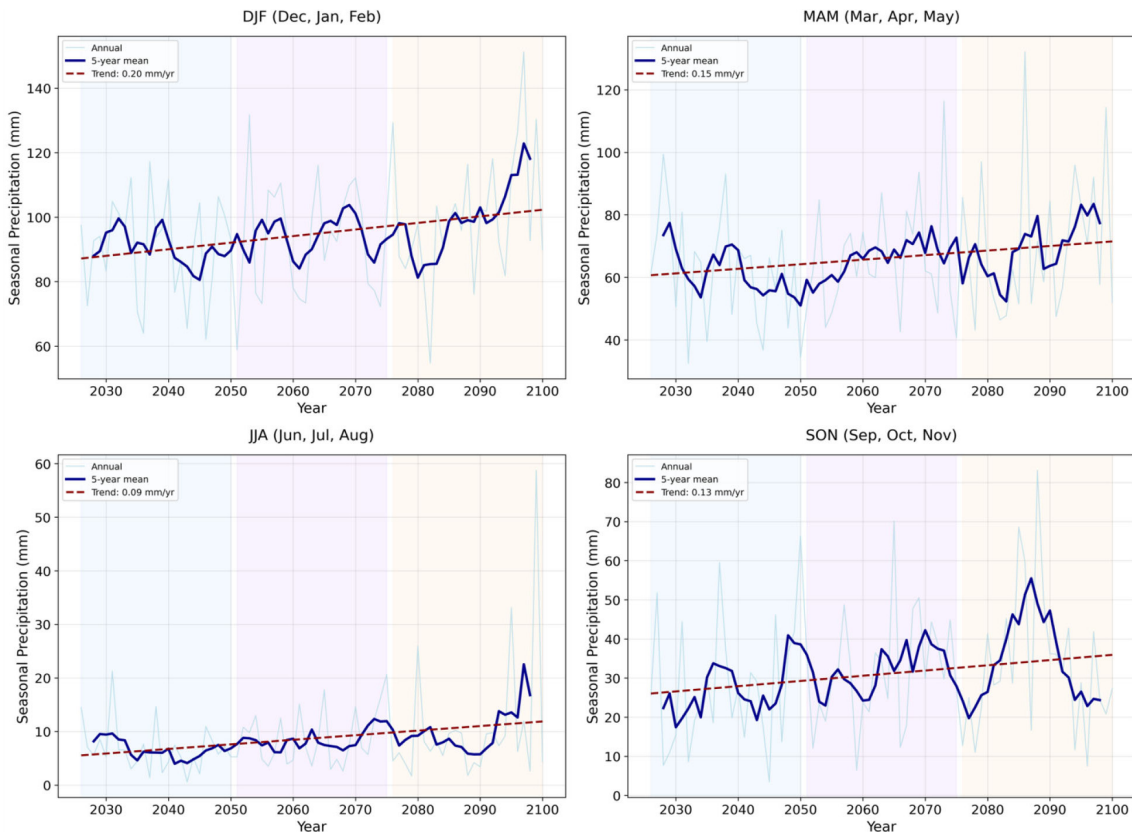 DJF (Dec, Jan, Feb)
Annual
5-year mean
Trend: 0.20 mm/yr
Seasonal Precipitation (mm)
140
120
100
80
60
2030 2040 2050 2060 2070 2080 2090 2100
Year
MAM (Mar, Apr, May)
Annual
5-year mean
Trend: 0.15 mm/yr
Seasonal Precipitation (mm)
120
100
80
60
40
2030 2040 2050 2060 2070 2080 2090 2100
Year
JJA (Jun, Jul, Aug)
Annual
5-year mean
Trend: 0.09 mm/yr
Seasonal Precipitation (mm)
60
50
40
30
20
10
0
2030 2040 2050 2060 2070 2080 2090 2100
Year
SON (Sep, Oct, Nov)
Annual
5-year mean
Trend: 0.13 mm/yr
Seasonal Precipitation (mm)
80
70
60
50
40
30
20
10
0
2030 2040 2050 2060 2070 2080 2090 2100
Year